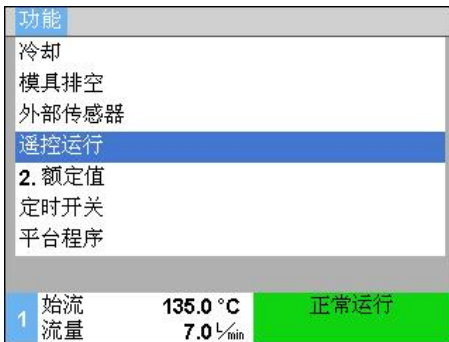 功能
冷却
模具排空
外部传感器
遥控运行
2. 额定值
定时开关
平台程序
1 始流 135.0 °C 正常运行
流量 7.0 L/min